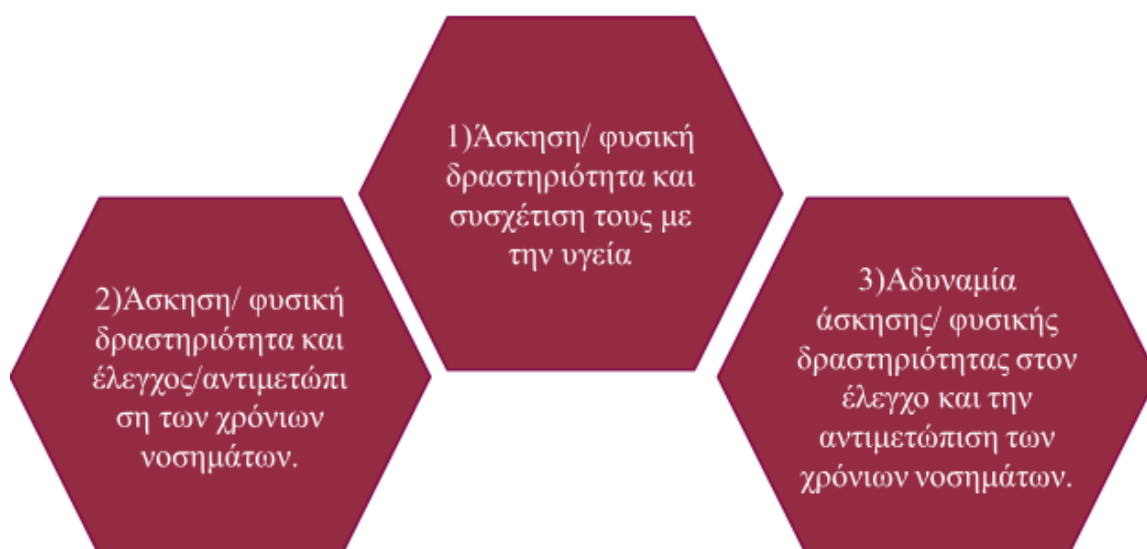 1)Άσκηση/ φυσική
δραστηριότητα και
συσχέτιση τους με
την υγεία
2)Άσκηση/ φυσική
δραστηριότητα και
έλεγχος/αντιμετώπι
ση των χρόνιων
νοσημάτων.
3)Αδυναμία
άσκησης/ φυσικής
δραστηριότητας στον
έλεγχο και την
αντιμετώπιση των
χρόνιων νοσημάτων.